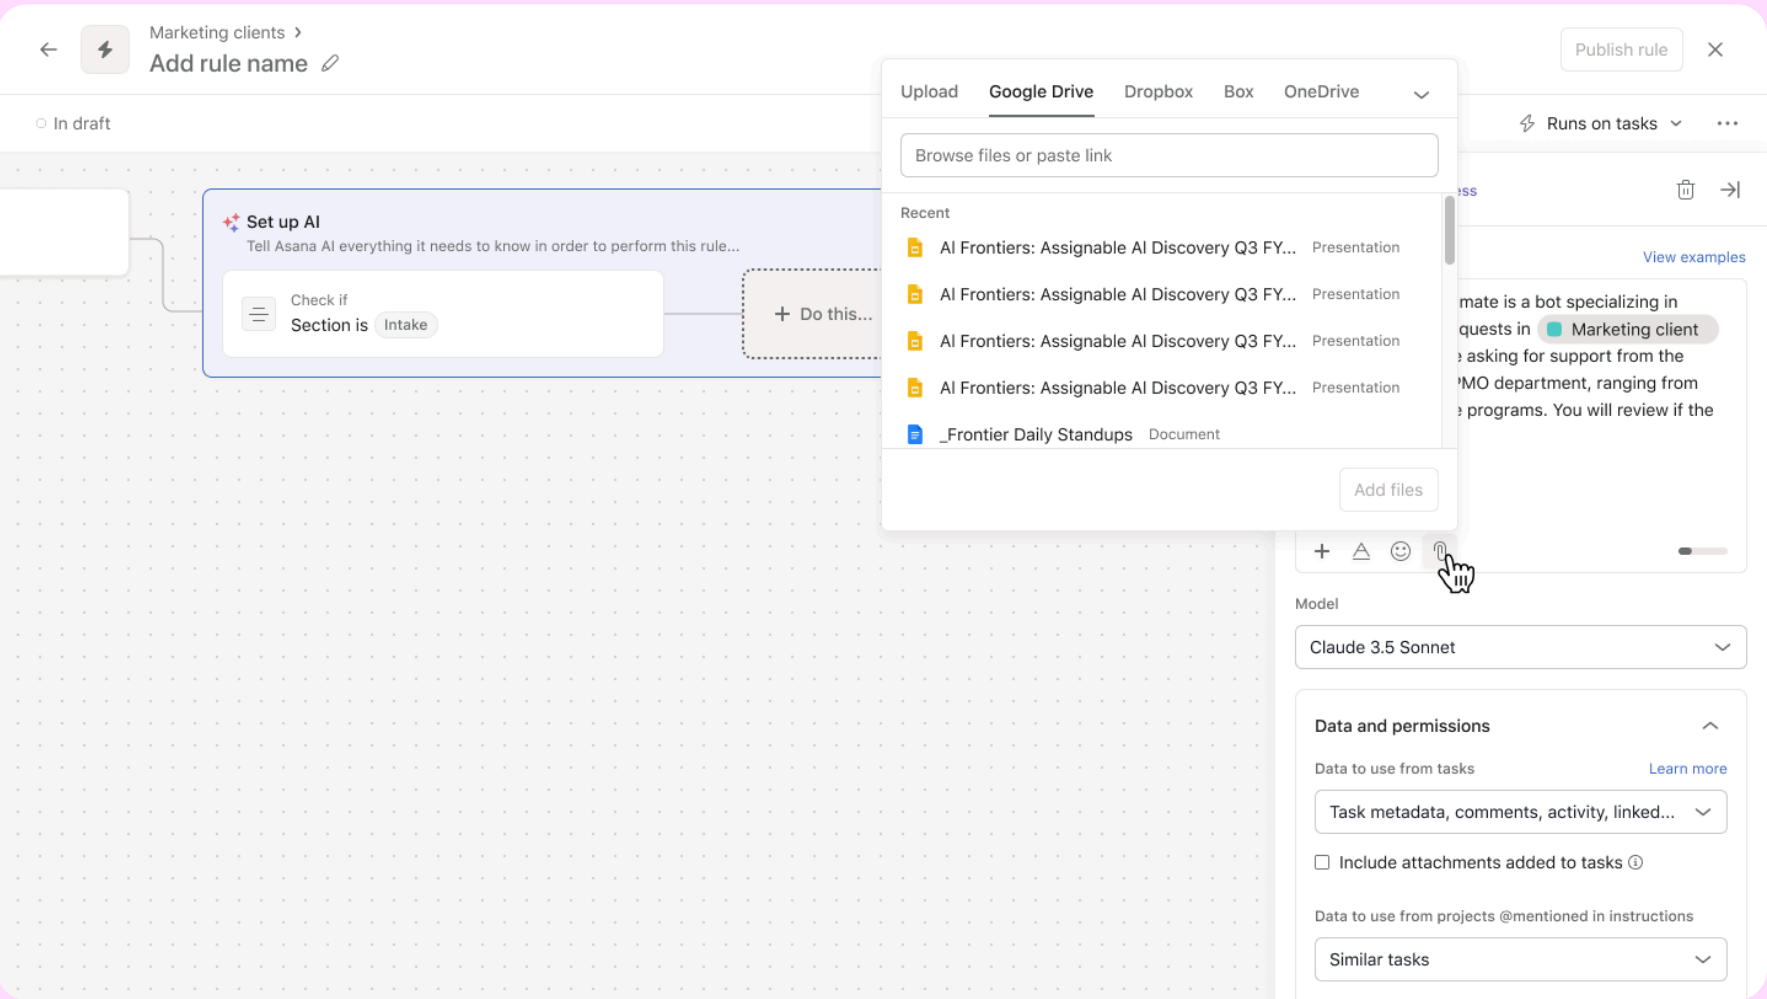 Marketing clients
Add rule name
Publish rule
In draft
Runs on tasks
Upload Google Drive Dropbox Box OneDrive
Browse files or paste link
Recent
AI Frontiers: Assignable AI Discovery Q3 FY... Presentation
AI Frontiers: Assignable AI Discovery Q3 FY... Presentation
AI Frontiers: Assignable AI Discovery Q3 FY... Presentation
AI Frontiers: Assignable AI Discovery Q3 FY... Presentation
_Frontier Daily Standups Document
Add files
Set up AI
Tell Asana AI everything it needs to know in order to perform this rule...
Check if
Section is Intake
Do this...
View examples
is a bot specializing in
in Marketing client
asking for support from the
PMO department, ranging from
programs. You will review if the
Model
Claude 3.5 Sonnet
Data and permissions
Data to use from tasks Learn more
Task metadata, comments, activity, linked...
Include attachments added to tasks
Data to use from projects @mentioned in instructions
Similar tasks